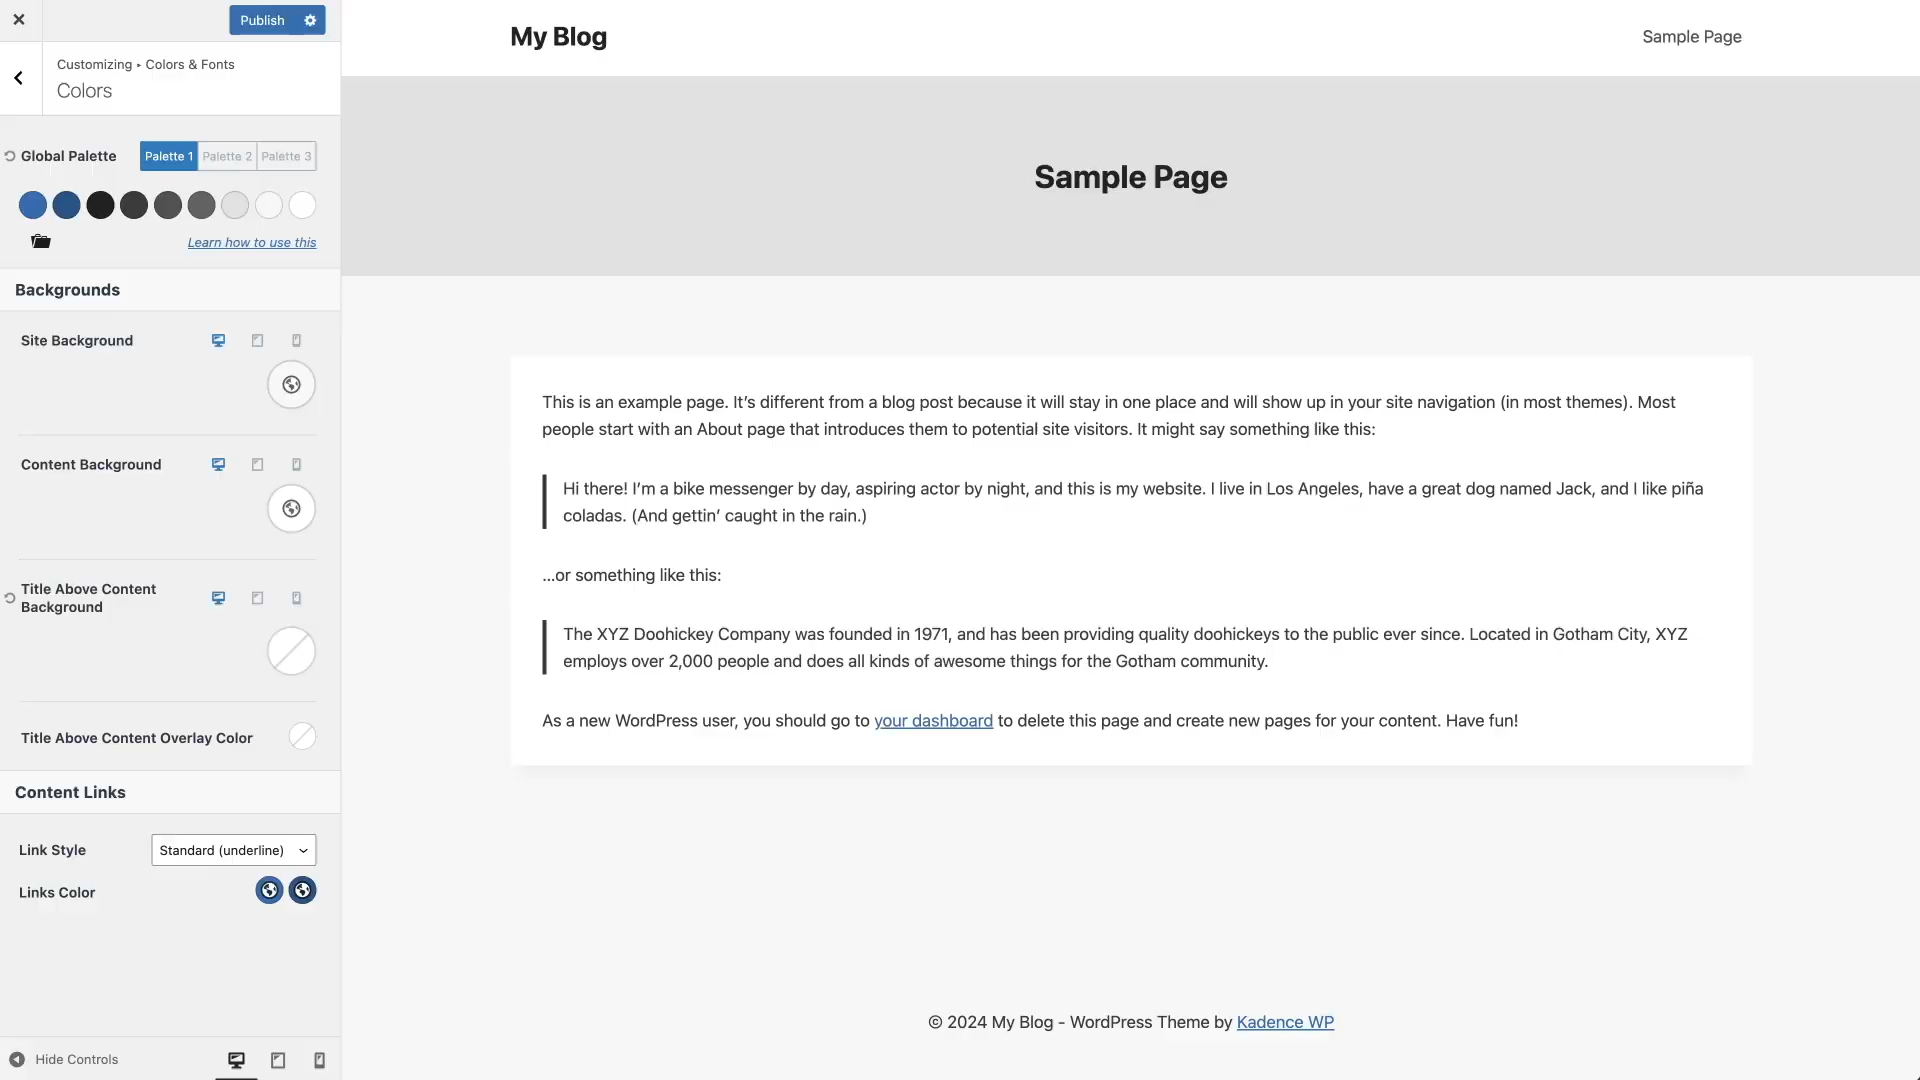 Publish
Customizing ▸ Colors & Fonts
Colors
Global Palette
Palette 1
Palette 2
Palette 3
Learn how to use this
Backgrounds
Site Background
Content Background
Title Above Content
Background
Title Above Content Overlay Color
Content Links
Link Style
Standard (underline)
Links Color
Hide Controls
My Blog
Sample Page
Sample Page
This is an example page. It’s different from a blog post because it will stay in one place and will show up in your site navigation (in most themes). Most
people start with an About page that introduces them to potential site visitors. It might say something like this:
Hi there! I’m a bike messenger by day, aspiring actor by night, and this is my website. I live in Los Angeles, have a great dog named Jack, and I like piña
coladas. (And gettin’ caught in the rain.)
…or something like this:
The XYZ Doohickey Company was founded in 1971, and has been providing quality doohickeys to the public ever since. Located in Gotham City, XYZ
employs over 2,000 people and does all kinds of awesome things for the Gotham community.
As a new WordPress user, you should go to your dashboard to delete this page and create new pages for your content. Have fun!
© 2024 My Blog - WordPress Theme by Kadence WP